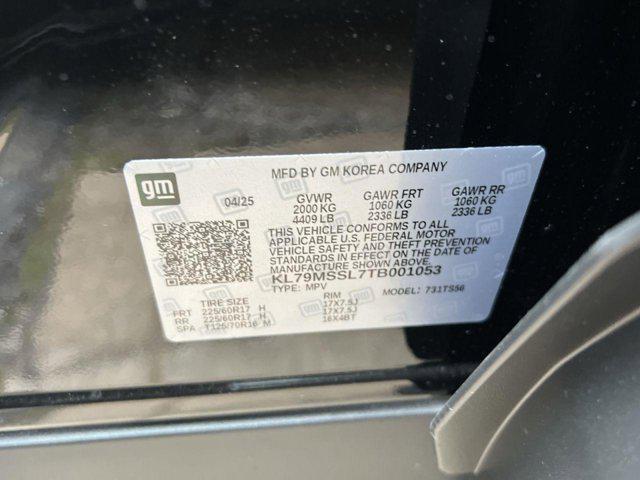 MFD BY GM KOREA COMPANY
gm
04/25 GVWR GAWR FRT GAWR RR
2000 KG 1060 KG 1060 KG
4409 LB 2336 LB 2336 LB
THIS VEHICLE CONFORMS TO ALL
APPLICABLE U.S. FEDERAL MOTOR
VEHICLE SAFETY AND THEFT PREVENTION
STANDARDS IN EFFECT ON THE DATE OF
MANUFACTURE SHOWN ABOVE.
KL79MSSL7TB001053
TYPE: MPV MODEL: 731TS56
TIRE SIZE RIM
FRT 225/60R17 H 17X7.5J
RR 225/60R17 H 17X7.5J
SPA T125/70R16 M 16X4BT